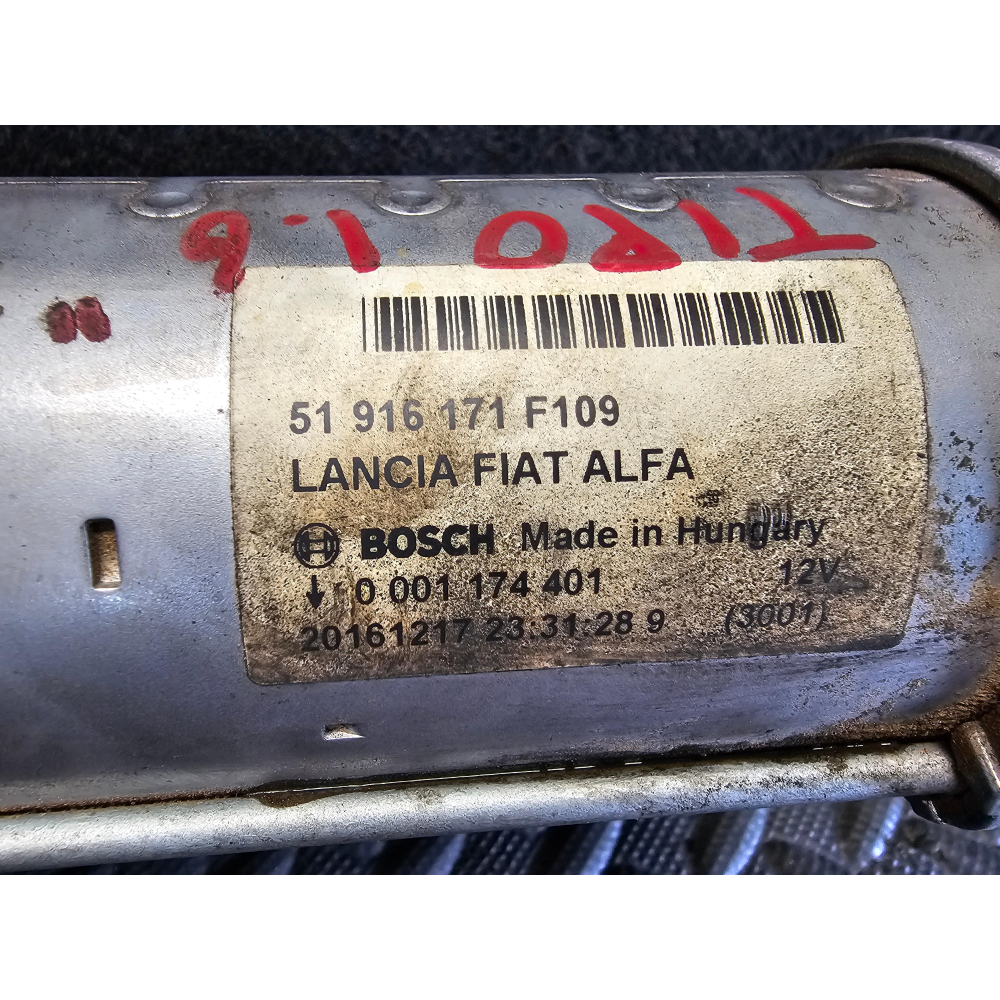 TIPO 1.6
51 916 171 F109
LANCIA FIAT ALFA
BOSCH Made in Hungary
0 001 174 401 12V
20161217 23:31:28 9 (3001)